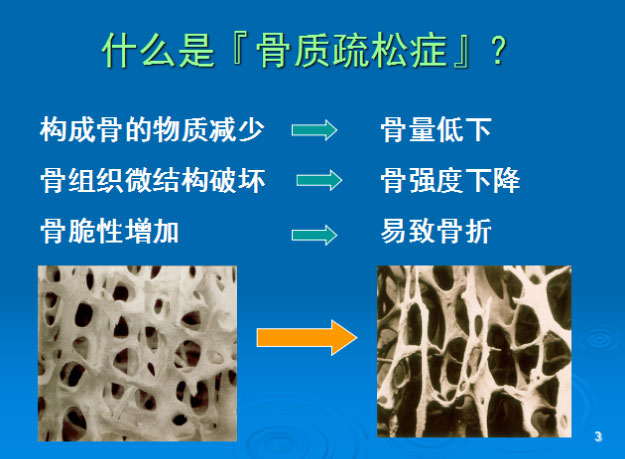 什么是『骨质疏松症』?
构成骨的物质减少 骨量低下
骨组织微结构破坏 骨强度下降
骨脆性增加 易致骨折
3